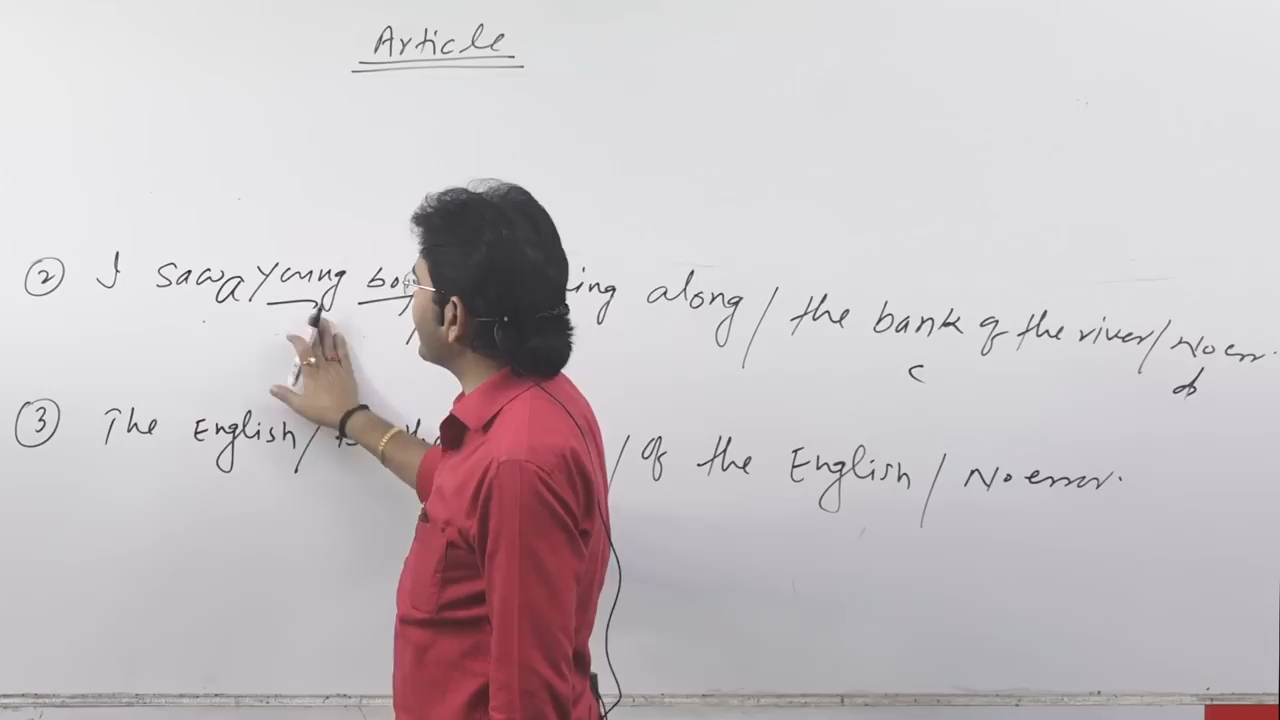 Article
② I saw a young bo ing along / the bank of the river / No err.
c
d
③ The English / / Of the English / No error.